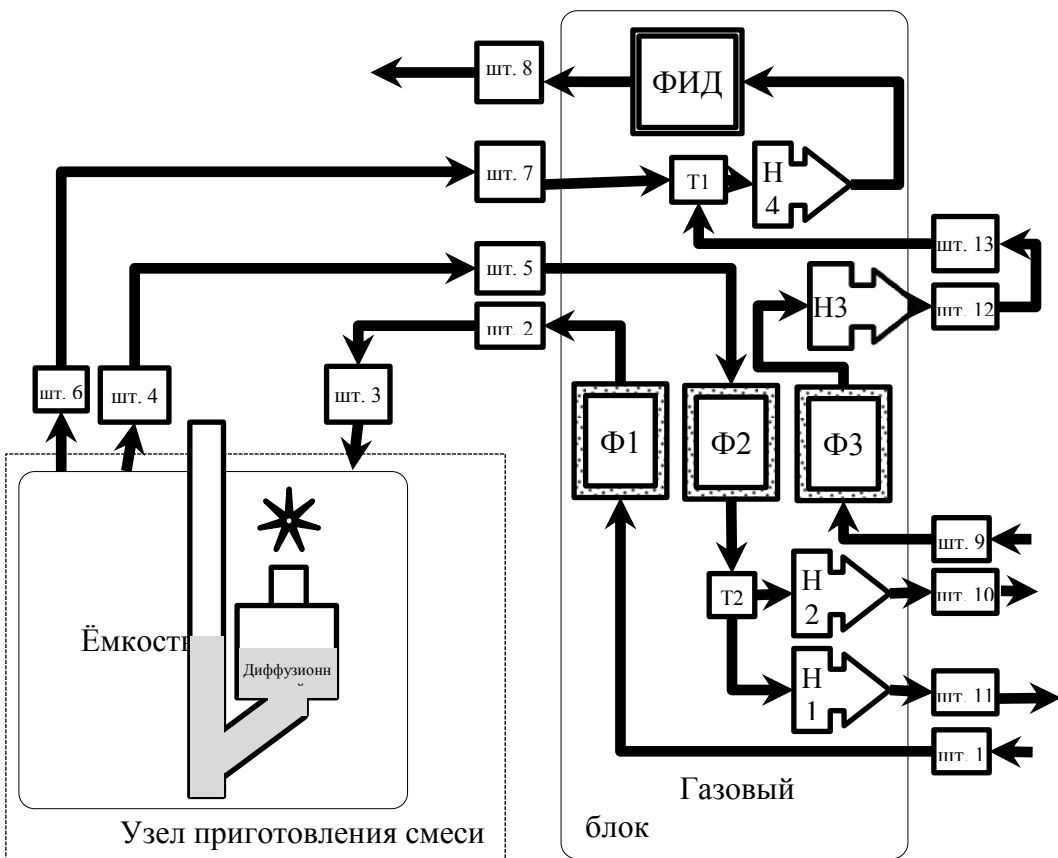 шт. 8
ФИД
шт. 7
Т1
Н
4
шт. 13
шт. 5
шт. 2
Н3
шт. 12
шт. 6
шт. 4
шт. 3
Ф1
Ф2
Ф3
шт. 9
Т2
Н
2
шт. 10
Ёмкость
Диффузионн
й
Н
1
шт. 11
шт. 1
Газовый
блок
Узел приготовления смеси